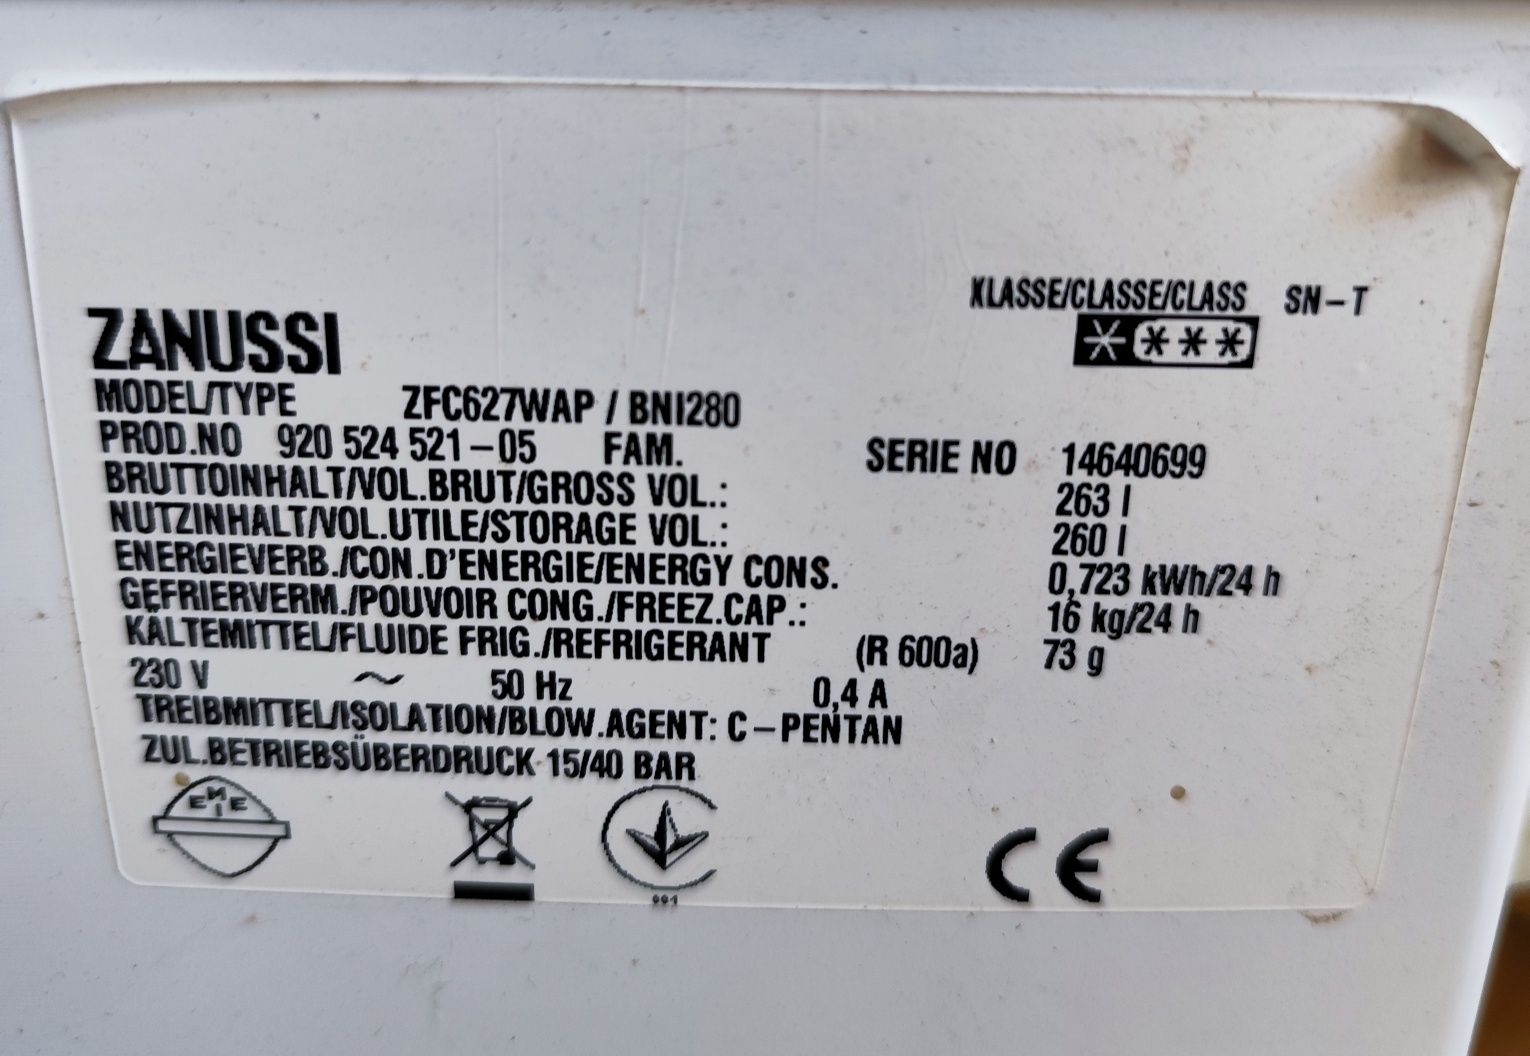 KLASSE/CLASSE/CLASS SN-T
ZANUSSI
MODEL/TYPE ZFC627WAP / BNI280
PROD.NO 920 524 521-05 FAM. SERIE NO 14640699
BRUTTOINHALT/VOL.BRUT/GROSS VOL.: 263 l
NUTZINHALT/VOL.UTILE/STORAGE VOL.: 260 l
ENERGIEVERB./CON.D'ENERGIE/ENERGY CONS. 0,723 kWh/24 h
GEFRIERVERM./POUVOIR CONG./FREEZ.CAP.: 16 kg/24 h
KÄLTEMITTEL/FLUIDE FRIG./REFRIGERANT (R 600a) 73 g
230 V ~ 50 Hz 0,4 A
TREIBMITTEL/ISOLATION/BLOW.AGENT: C-PENTAN
ZUL.BETRIEBSÜBERDRUCK 15/40 BAR
EMIE
CE